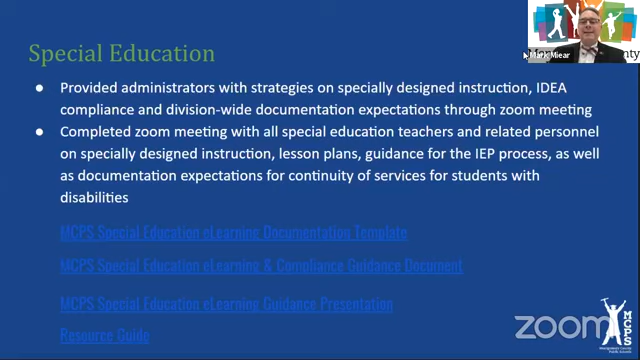 Special Education
Mark Miear
● Provided administrators with strategies on specially designed instruction, IDEA
compliance and division-wide documentation expectations through zoom meeting
● Completed zoom meeting with all special education teachers and related personnel
on specially designed instruction, lesson plans, guidance for the IEP process, as well
as documentation expectations for continuity of services for students with
disabilities
MCPS Special Education eLearning Documentation Template
MCPS Special Education eLearning & Compliance Guidance Document
MCPS Special Education eLearning Guidance Presentation
Resource Guide
MCPS
Montgomery County
Public Schools
zoom